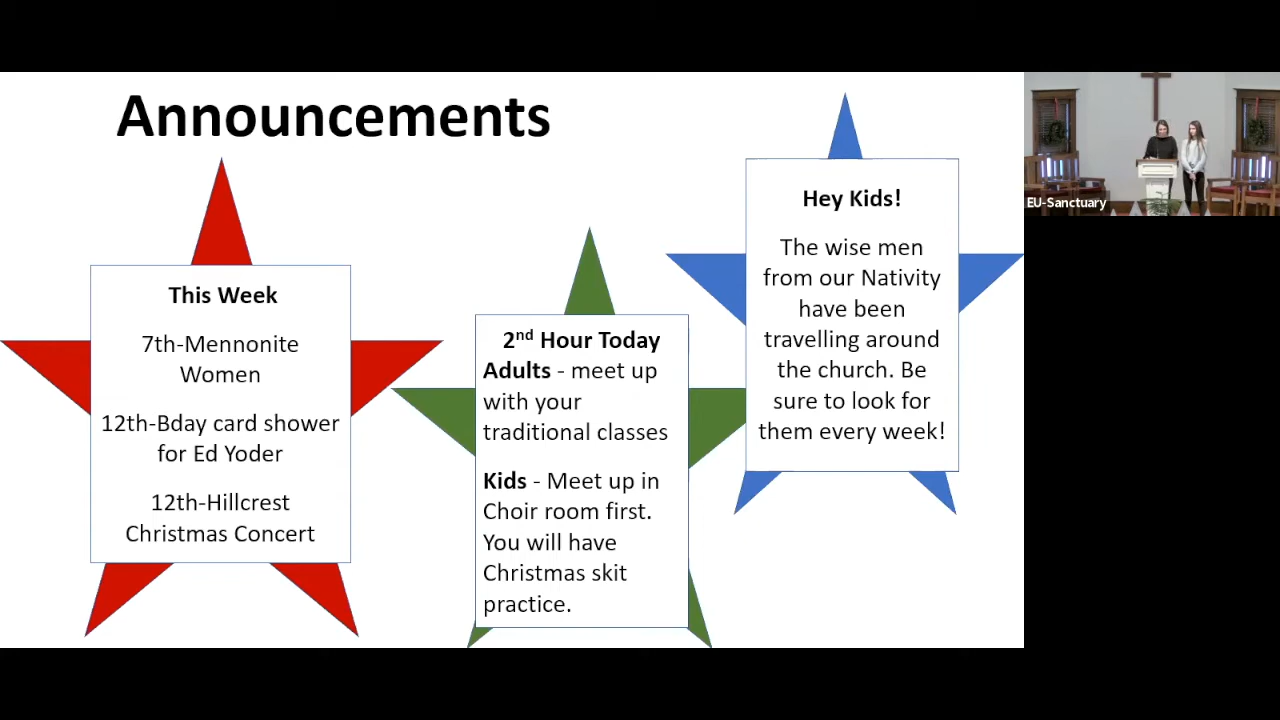 Announcements
This Week
7th-Mennonite
Women
12th-Bday card shower
for Ed Yoder
12th-Hillcrest
Christmas Concert
2nd Hour Today
Adults - meet up
with your
traditional classes
Kids - Meet up in
Choir room first.
You will have
Christmas skit
practice.
Hey Kids!
The wise men
from our Nativity
have been
travelling around
the church. Be
sure to look for
them every week!
EU-Sanctuary